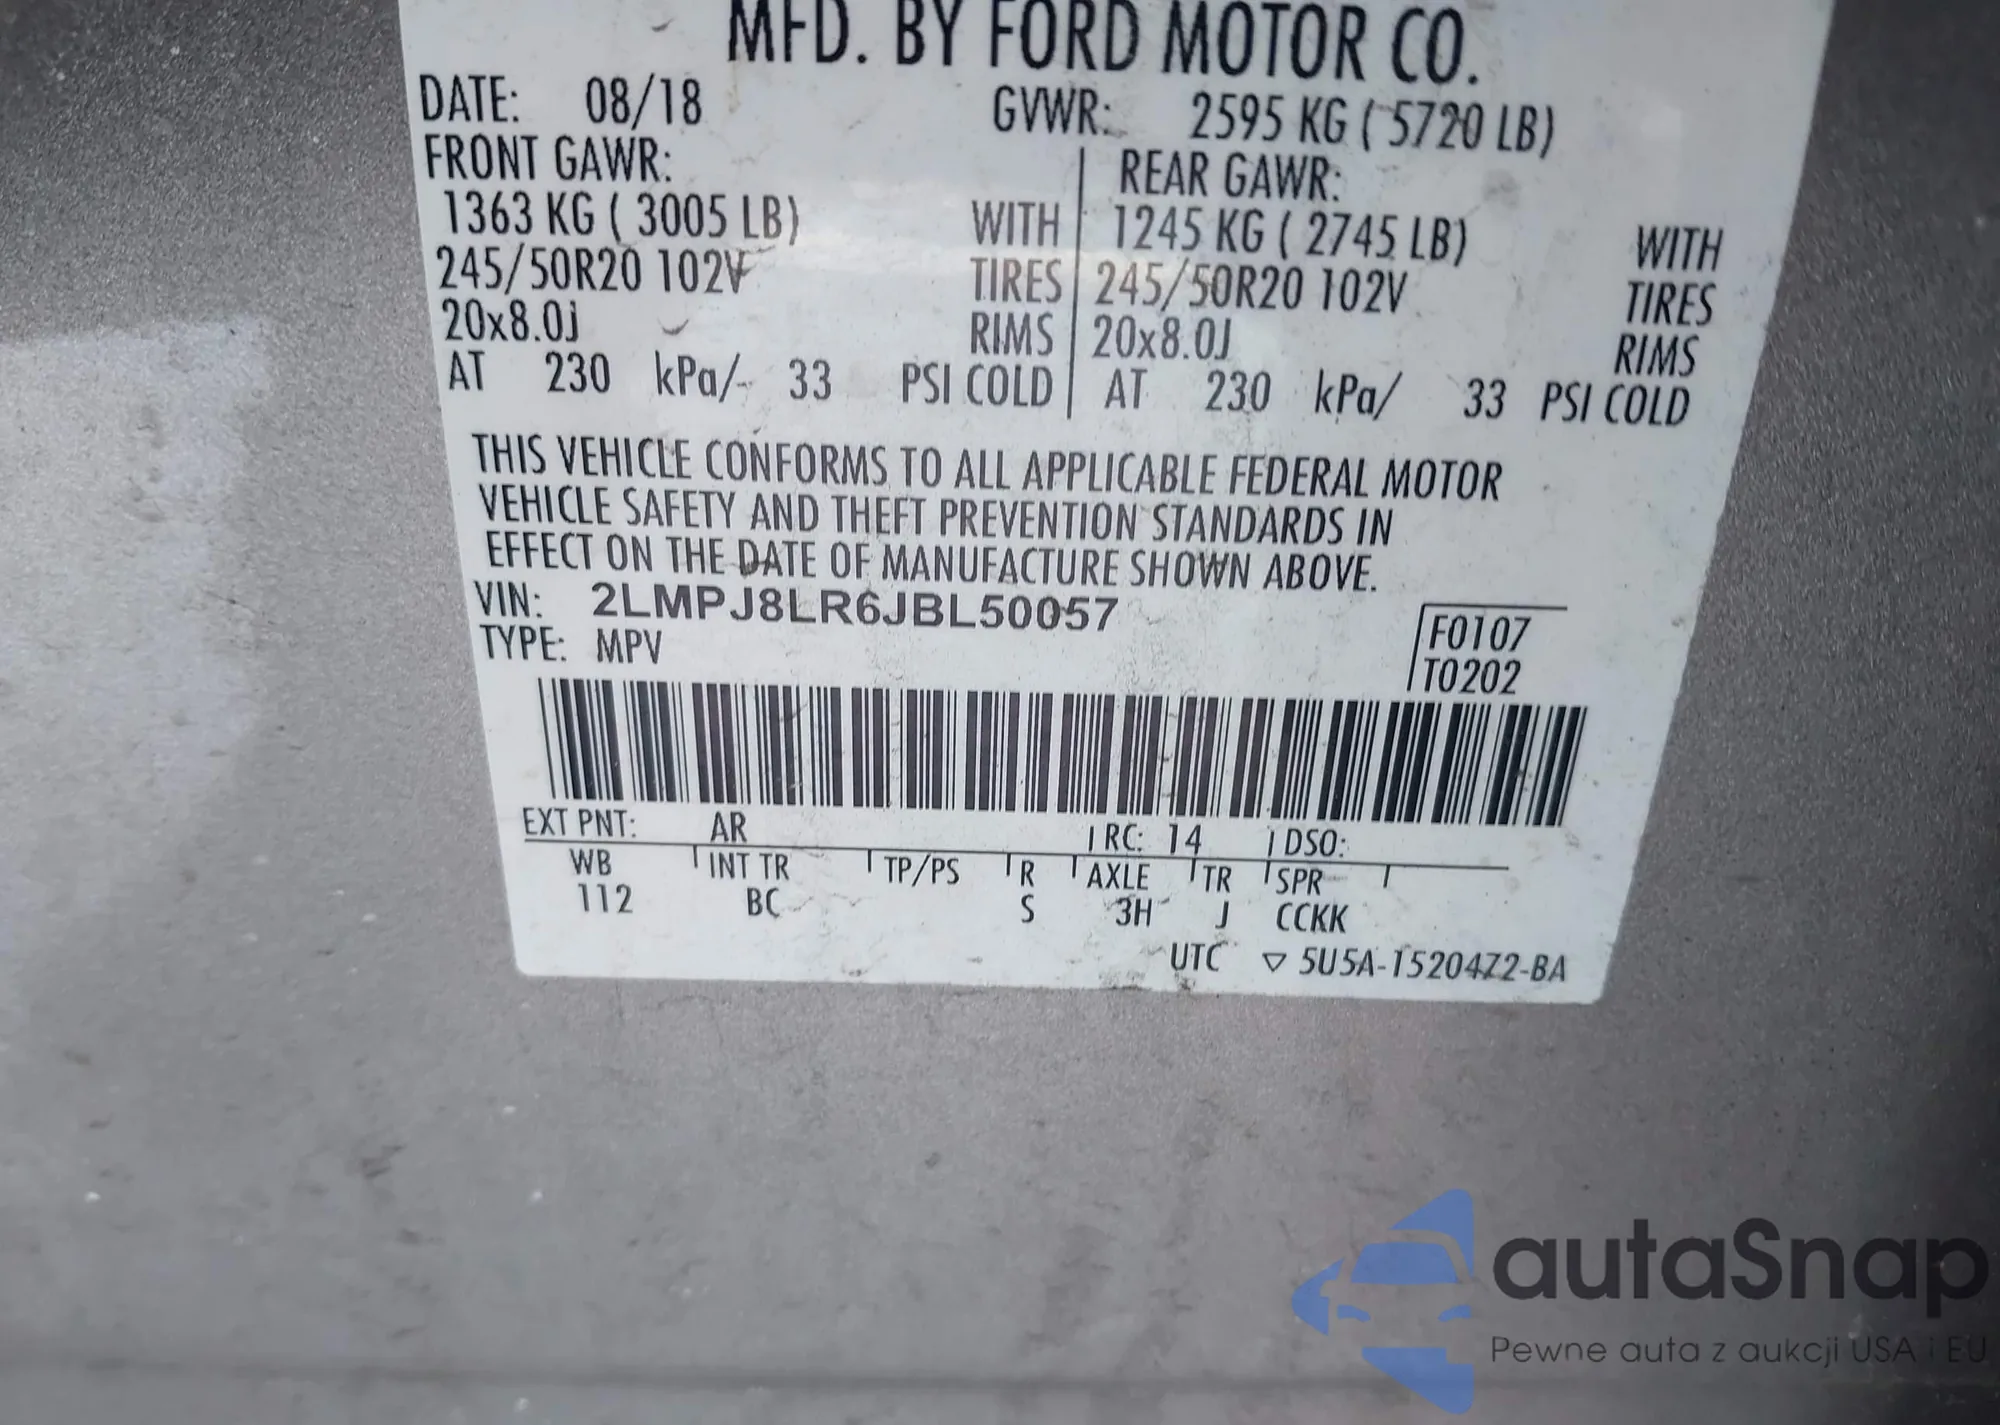 MFD. BY FORD MOTOR CO.
DATE: 08/18 GVWR: 2595 KG ( 5720 LB)
FRONT GAWR: REAR GAWR:
1363 KG ( 3005 LB) WITH 1245 KG ( 2745 LB) WITH
245/50R20 102V TIRES 245/50R20 102V TIRES
20x8.0J RIMS 20x8.0J RIMS
AT 230 kPa/ 33 PSI COLD AT 230 kPa/ 33 PSI COLD
THIS VEHICLE CONFORMS TO ALL APPLICABLE FEDERAL MOTOR
VEHICLE SAFETY AND THEFT PREVENTION STANDARDS IN
EFFECT ON THE DATE OF MANUFACTURE SHOWN ABOVE.
VIN: 2LMPJ8LR6JBL50057
TYPE: MPV
F0107
T0202
EXT PNT: AR RC: 14 DSO:
WB INT TR TP/PS R AXLE TR SPR
112 BC S 3H J CCKK
UTC ▽ 5U5A-1520472-BA
autaSnap
Pewne auta z aukcji USA i EU